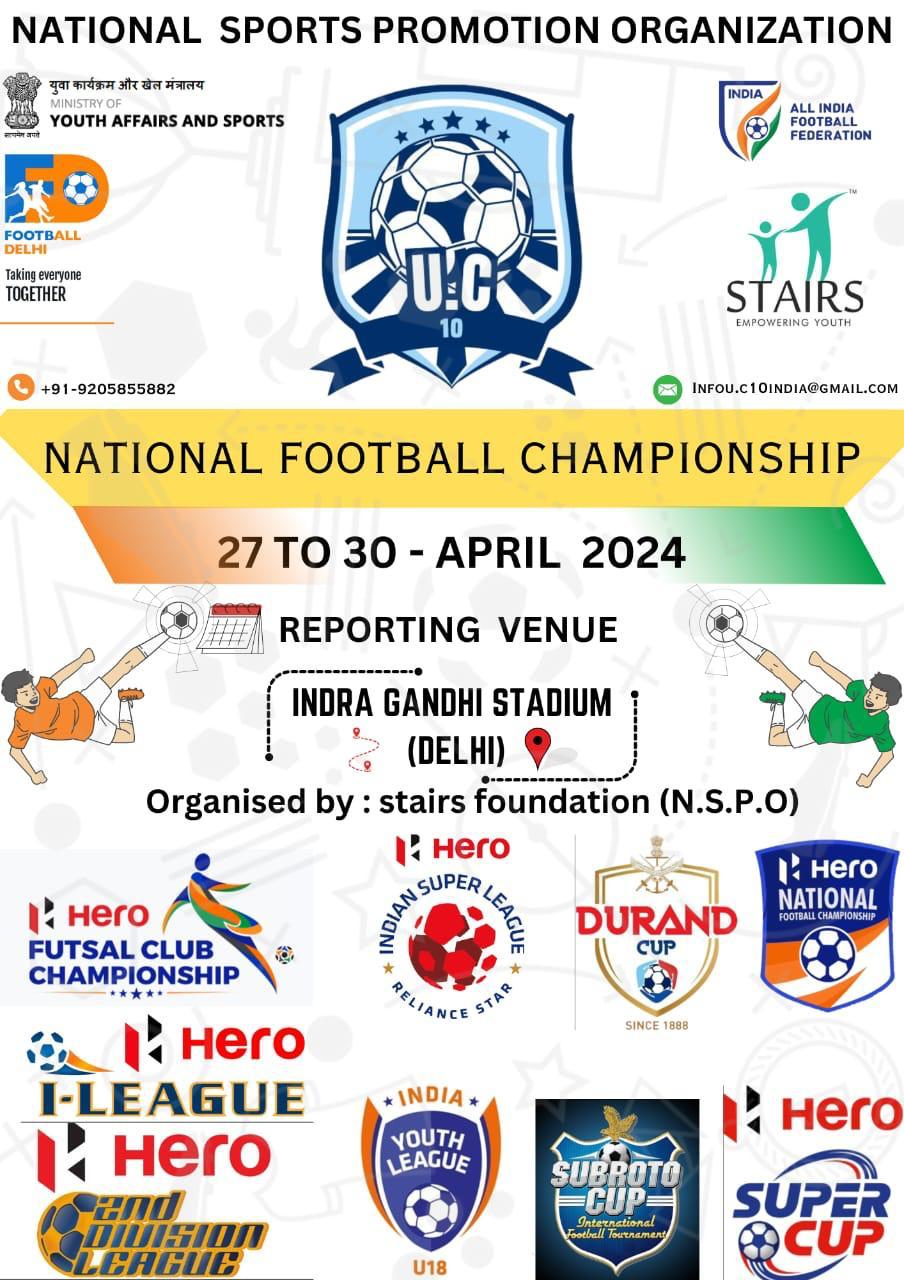 NATIONAL SPORTS PROMOTION ORGANIZATION
युवा कार्यक्रम और खेल मंत्रालय
MINISTRY OF
YOUTH AFFAIRS AND SPORTS
सत्यमेव जयते
FOOTBALL
DELHI
Taking everyone
TOGETHER
U.C
10
INDIA
ALL INDIA
FOOTBALL
FEDERATION
TM
STAIRS
EMPOWERING YOUTH
+91-9205855882
INFOU.C10INDIA@GMAIL.COM
NATIONAL FOOTBALL CHAMPIONSHIP
27 TO 30 - APRIL 2024
REPORTING VENUE
INDRA GANDHI STADIUM
(DELHI)
Organised by : stairs foundation (N.S.P.O)
Hero
FUTSAL CLUB
CHAMPIONSHIP
Hero
INDIAN SUPER LEAGUE
RELIANCE STAR
DURAND
CUP
SINCE 1888
Hero
NATIONAL
FOOTBALL CHAMPIONSHIP
Hero
I-LEAGUE
Hero
2nd
DIVISION
LEAGUE
INDIA
YOUTH
LEAGUE
U18
SUBROTO
CUP
International
Football Tournament
Hero
SUPER
CUP